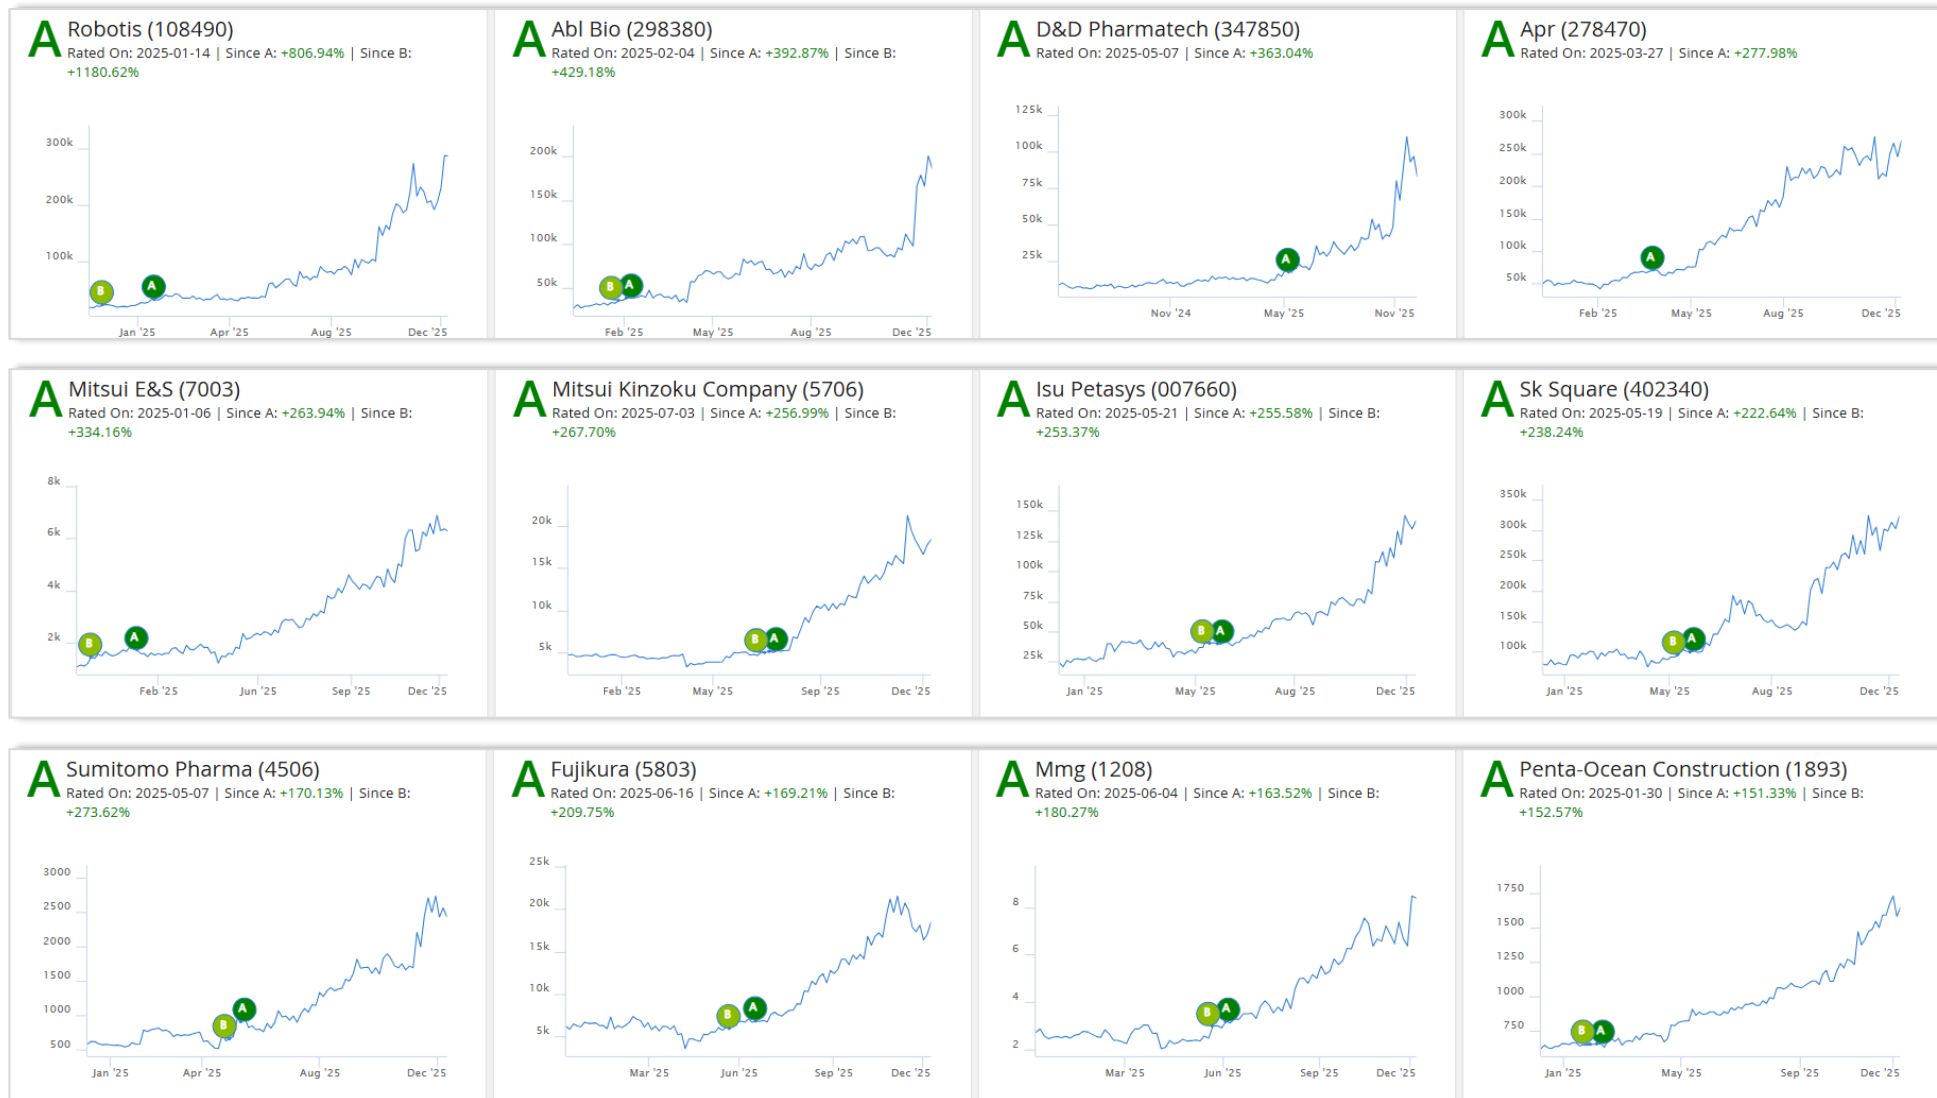 A Robotis (108490)
Rated On: 2025-01-14 | Since A: +806.94% | Since B:
+1180.62%
300k
200k
100k
B
A
Jan '25
Apr '25
Aug '25
Dec '25
A Abl Bio (298380)
Rated On: 2025-02-04 | Since A: +392.87% | Since B:
+429.18%
200k
150k
100k
50k
B
A
Feb '25
May '25
Aug '25
Dec '25
A D&D Pharmatech (347850)
Rated On: 2025-05-07 | Since A: +363.04%
125k
100k
75k
50k
25k
A
Nov '24
May '25
Nov '25
A Apr (278470)
Rated On: 2025-03-27 | Since A: +277.98%
300k
250k
200k
150k
100k
50k
A
Feb '25
May '25
Aug '25
Dec '25
A Mitsui E&S (7003)
Rated On: 2025-01-06 | Since A: +263.94% | Since B:
+334.16%
8k
6k
4k
2k
B
A
Feb '25
Jun '25
Sep '25
Dec '25
A Mitsui Kinzoku Company (5706)
Rated On: 2025-07-03 | Since A: +256.99% | Since B:
+267.70%
20k
15k
10k
5k
B
A
Feb '25
May '25
Sep '25
Dec '25
A Isu Petasys (007660)
Rated On: 2025-05-21 | Since A: +255.58% | Since B:
+253.37%
150k
125k
100k
75k
50k
25k
B
A
Jan '25
May '25
Aug '25
Dec '25
A Sk Square (402340)
Rated On: 2025-05-19 | Since A: +222.64% | Since B:
+238.24%
350k
300k
250k
200k
150k
100k
B
A
Jan '25
May '25
Aug '25
Dec '25
A Sumitomo Pharma (4506)
Rated On: 2025-05-07 | Since A: +170.13% | Since B:
+273.62%
3000
2500
2000
1500
1000
500
B
A
Jan '25
Apr '25
Aug '25
Dec '25
A Fujikura (5803)
Rated On: 2025-06-16 | Since A: +169.21% | Since B:
+209.75%
25k
20k
15k
10k
5k
B
A
Mar '25
Jun '25
Sep '25
Dec '25
A Mmg (1208)
Rated On: 2025-06-04 | Since A: +163.52% | Since B:
+180.27%
8
6
4
2
B
A
Mar '25
Jun '25
Sep '25
Dec '25
A Penta-Ocean Construction (1893)
Rated On: 2025-01-30 | Since A: +151.33% | Since B:
+152.57%
1750
1500
1250
1000
750
B
A
Jan '25
May '25
Sep '25
Dec '25